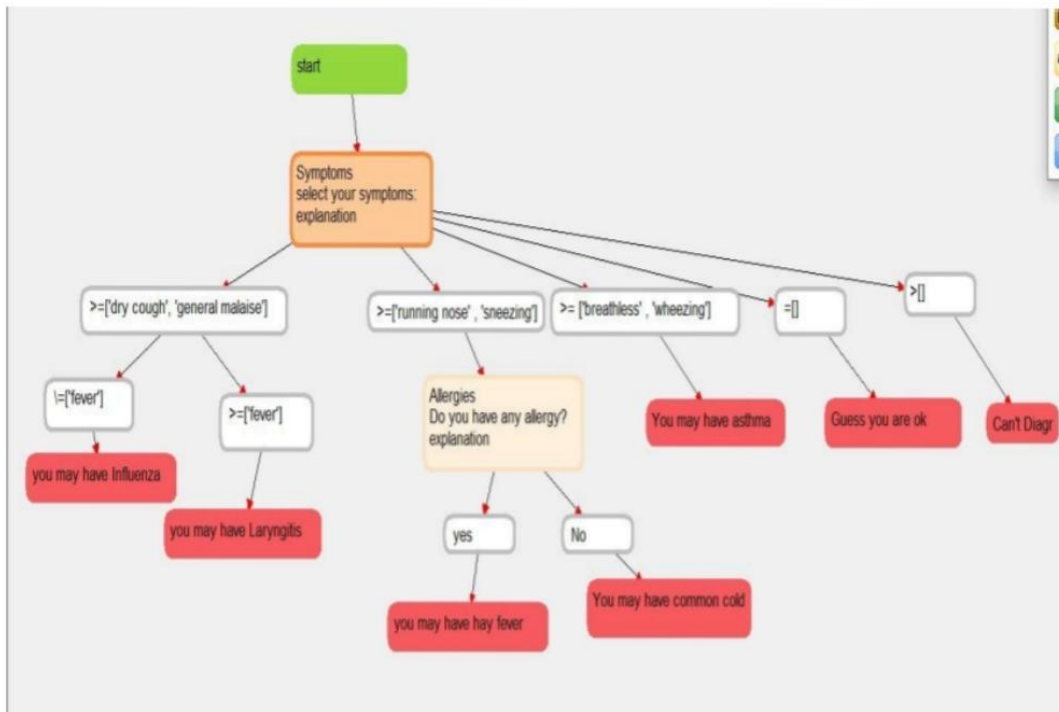 start
Symptoms
select your symptoms:
explanation
>=['dry cough', 'general malaise']
>=['running nose' , 'sneezing']
>= ['breathless' , 'wheezing']
=[]
>[]
\=['fever']
>=['fever']
Allergies
Do you have any allergy?
explanation
You may have asthma
Guess you are ok
Can't Diagr
you may have Influenza
you may have Laryngitis
yes
No
you may have hay fever
You may have common cold